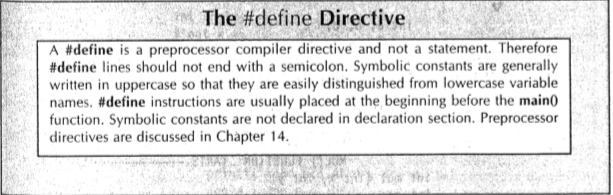 The #define Directive
A #define is a preprocessor compiler directive and not a statement. Therefore
#define lines should not end with a semicolon. Symbolic constants are generally
written in uppercase so that they are easily distinguished from lowercase variable
names. #define instructions are usually placed at the beginning before the main()
function. Symbolic constants are not declared in declaration section. Preprocessor
directives are discussed in Chapter 14.